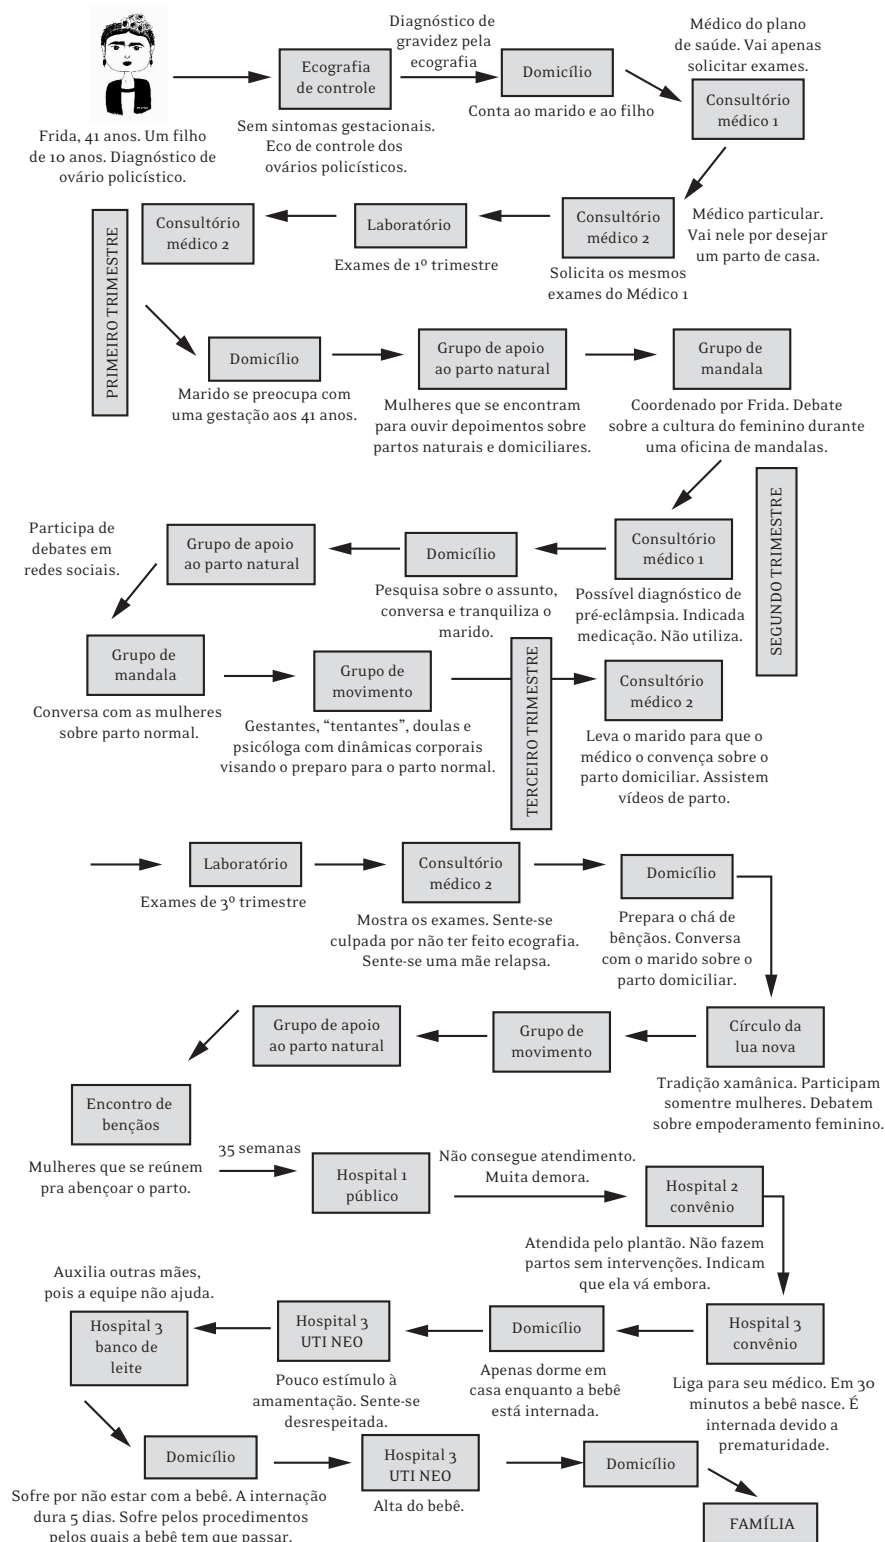 Frida, 41 anos. Um filho
de 10 anos. Diagnóstico de
ovário policístico.
Ecografia
de controle
Sem sintomas gestacionais.
Eco de controle dos
ovários policísticos.
Diagnóstico de
gravidez pela
ecografia
Domicílio
Conta ao marido e ao filho
Médico do plano
de saúde. Vai apenas
solicitar exames.
Consultório
médico 1
Médico particular.
Vai nele por desejar
um parto de casa.
Consultório
médico 2
Solicita os mesmos
exames do Médico 1
Laboratório
Exames de 1º trimestre
Consultório
médico 2
PRIMEIRO TRIMESTRE
Domicílio
Marido se preocupa com
uma gestação aos 41 anos.
Grupo de apoio
ao parto natural
Mulheres que se encontram
para ouvir depoimentos sobre
partos naturais e domiciliares.
Grupo de
mandala
Coordenado por Frida. Debate
sobre a cultura do feminino durante
uma oficina de mandalas.
SEGUNDO TRIMESTRE
Consultório
médico 1
Possível diagnóstico de
pré-eclâmpsia. Indicada
medicação. Não utiliza.
Domicílio
Pesquisa sobre o assunto,
conversa e tranquiliza o
marido.
Grupo de apoio
ao parto natural
Participa de
debates em
redes sociais.
Grupo de
mandala
Conversa com as mulheres
sobre parto normal.
Grupo de
movimento
Gestantes, “tentantes”, doulas e
psicóloga com dinâmicas corporais
visando o preparo para o parto normal.
TERCEIRO TRIMESTRE
Consultório
médico 2
Leva o marido para que o
médico o convença sobre o
parto domiciliar. Assistem
vídeos de parto.
Laboratório
Exames de 3º trimestre
Consultório
médico 2
Mostra os exames. Sente-se
culpada por não ter feito ecografia.
Sente-se uma mãe relapsa.
Domicílio
Prepara o chá de
bênçãos. Conversa
com o marido sobre o
parto domiciliar.
Círculo da
lua nova
Tradição xamânica. Participam
somentre mulheres. Debatem
sobre empoderamento feminino.
Grupo de
movimento
Grupo de apoio
ao parto natural
Encontro de
bençãos
Mulheres que se reúnem
pra abençoar o parto.
35 semanas
Hospital 1
público
Não consegue atendimento.
Muita demora.
Hospital 2
convênio
Atendida pelo plantão. Não fazem
partos sem intervenções. Indicam
que ela vá embora.
Hospital 3
convênio
Liga para seu médico. Em 30
minutos a bebê nasce. É
internada devido a
prematuridade.
Domicílio
Apenas dorme em
casa enquanto a bebê
está internada.
Hospital 3
UTI NEO
Pouco estímulo à
amamentação. Sente-se
desrespeitada.
Auxilia outras mães,
pois a equipe não ajuda.
Hospital 3
banco de
leite
Domicílio
Sofre por não estar com a bebê. A internação
dura 5 dias. Sofre pelos procedimentos
pelos quais a bebê tem que passar.
Hospital 3
UTI NEO
Alta do bebê.
Domicílio
FAMÍLIA